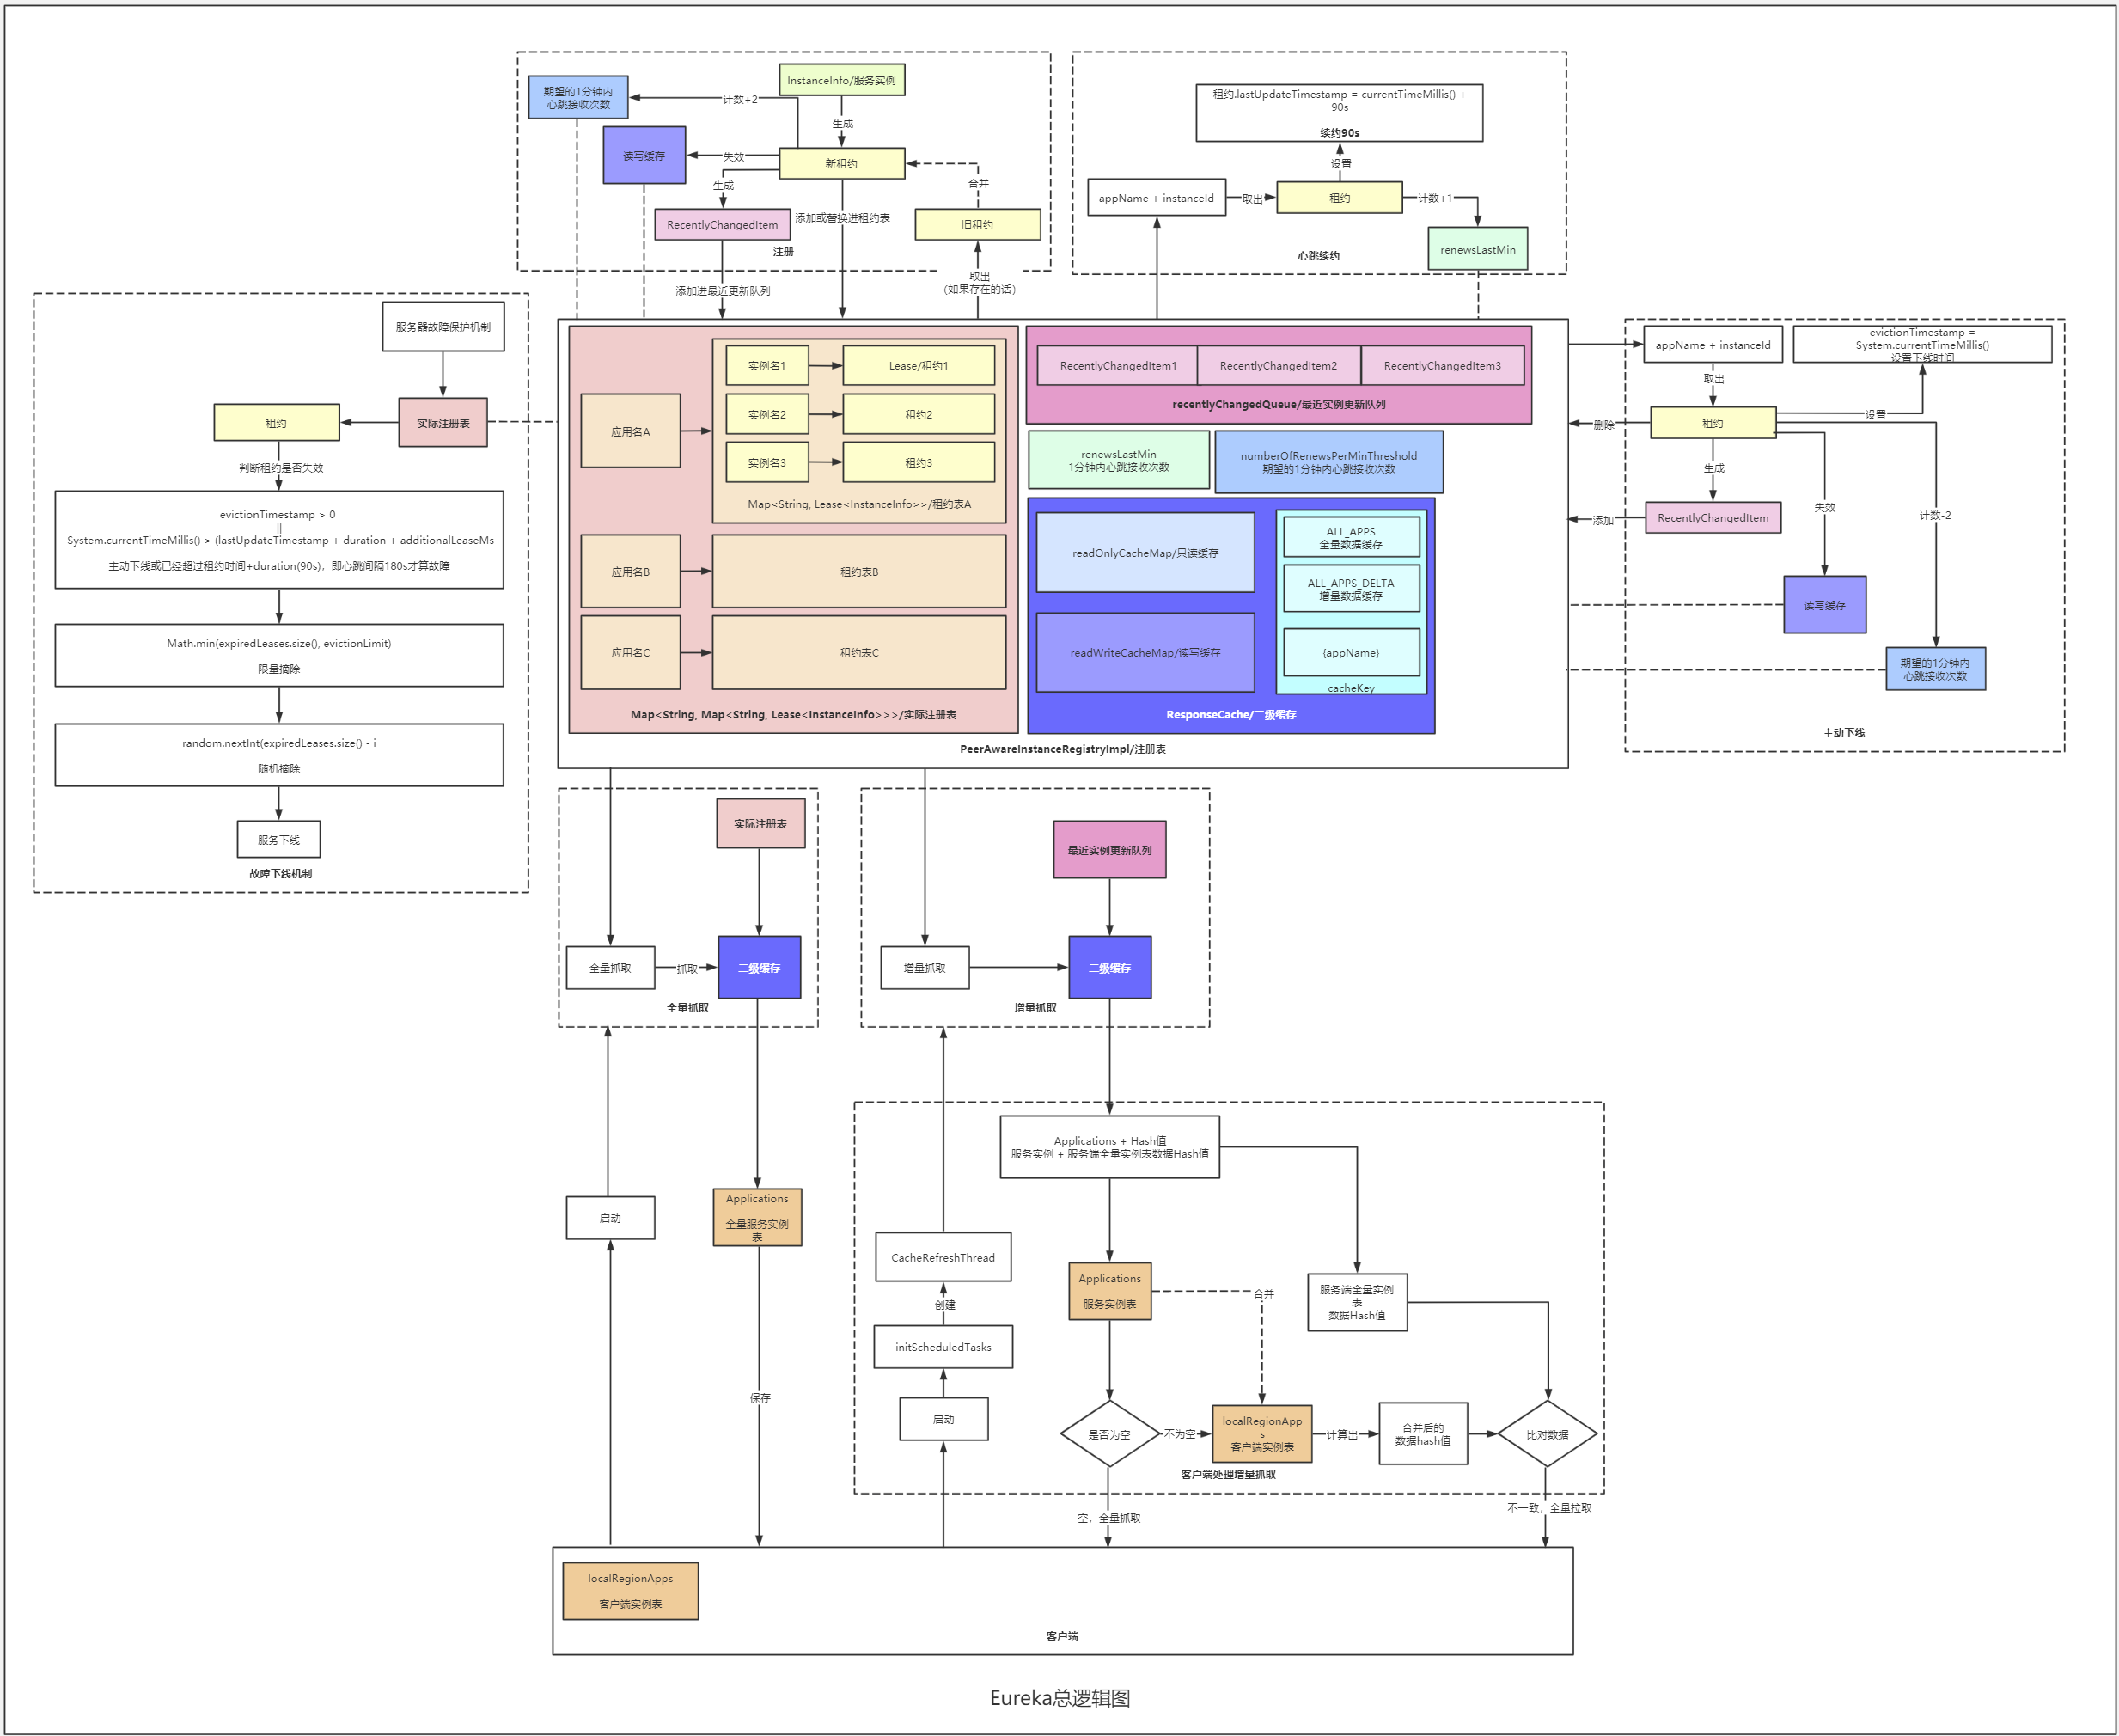 InstanceInfo/服务实例
期望的1分钟内
心跳接收次数
计数+2
生成
读写缓存
失效
新租约
合并
生成
RecentlyChangedItem
添加或替换进租约表
旧租约
注册
取出
(如果存在的话)
添加进最近更新队列
租约.lastUpdateTimestamp = currentTimeMillis() +
90s
续约90s
设置
appName + instanceId
取出
租约
计数+1
renewsLastMin
心跳续约
服务器故障保护机制
租约
实际注册表
判断租约是否失效
evictionTimestamp > 0
||
System.currentTimeMillis() > (lastUpdateTimestamp + duration + additionalLeaseMs
主动下线或已经超过租约时间+duration(90s)，即心跳间隔180s才算故障
Math.min(expiredLeases.size(), evictionLimit)
限量摘除
random.nextInt(expiredLeases.size() - i
随机摘除
服务下线
故障下线机制
应用名A
实例名1
Lease/租约1
实例名2
租约2
实例名3
租约3
Map<String, Lease<InstanceInfo>>/租约表A
应用名B
租约表B
应用名C
租约表C
Map<String, Map<String, Lease<InstanceInfo>>>/实际注册表
RecentlyChangedItem1
RecentlyChangedItem2
RecentlyChangedItem3
recentlyChangedQueue/最近实例更新队列
renewsLastMin
1分钟内心跳接收次数
numberOfRenewsPerMinThreshold
期望的1分钟内心跳接收次数
readOnlyCacheMap/只读缓存
readWriteCacheMap/读写缓存
ALL_APPS
全量数据缓存
ALL_APPS_DELTA
增量数据缓存
{appName}
cacheKey
ResponseCache/二级缓存
PeerAwareInstanceRegistryImpl/注册表
appName + instanceId
evictionTimestamp =
System.currentTimeMillis()
设置下线时间
取出
删除
租约
设置
生成
失效
计数-2
添加
RecentlyChangedItem
读写缓存
期望的1分钟内
心跳接收次数
主动下线
实际注册表
全量抓取
抓取
二级缓存
全量抓取
最近实例更新队列
增量抓取
二级缓存
增量抓取
启动
Applications
全量服务实例
表
保存
CacheRefreshThread
创建
initScheduledTasks
启动
Applications + Hash值
服务实例 + 服务端全量实例表数据Hash值
Applications
服务实例表
合并
服务端全量实例
表
数据Hash值
是否为空
不为空
localRegionApp
s
客户端实例表
计算出
合并后的
数据hash值
比对数据
客户端处理增量抓取
空，全量抓取
不一致，全量拉取
localRegionApps
客户端实例表
客户端
Eureka总逻辑图